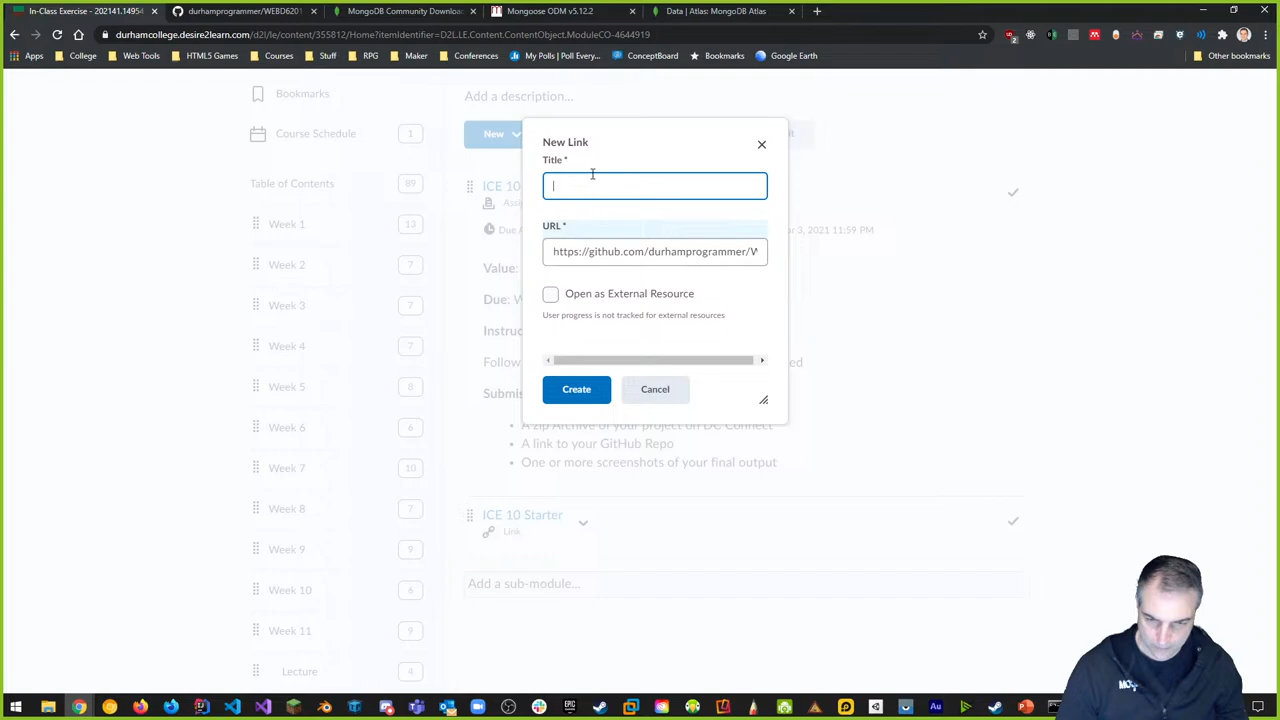 In-Class Exercise - 202141.14954
durhamprogrammer/WEBD6201
MongoDB Community Download
Mongoose ODM v5.12.2
Data | Atlas: MongoDB Atlas
durhamcollege.desire2learn.com/d2l/le/content/355812/Home?itemIdentifier=D2L.LE.Content.ContentObject.ModuleCO-4644919
Apps
College
Web Tools
HTML5 Games
Courses
Stuff
RPG
Maker
Conferences
My Polls | Poll Every...
ConceptBoard
Bookmarks
Google Earth
Other bookmarks
Bookmarks
Course Schedule
1
Table of Contents
89
Week 1
13
Week 2
7
Week 3
7
Week 4
7
Week 5
8
Week 6
6
Week 7
10
Week 8
7
Week 9
9
Week 10
6
Week 11
9
Lecture
4
Add a description...
New
ICE 10
Value:
Due: W
Instruc
Follow
Submis
r 3, 2021 11:59 PM
ed
New Link
Title *
URL *
https://github.com/durhamprogrammer/W
Open as External Resource
User progress is not tracked for external resources
Create
Cancel
A zip Archive of your project on DC Connect
A link to your GitHub Repo
One or more screenshots of your final output
ICE 10 Starter
Link
Add a sub-module...